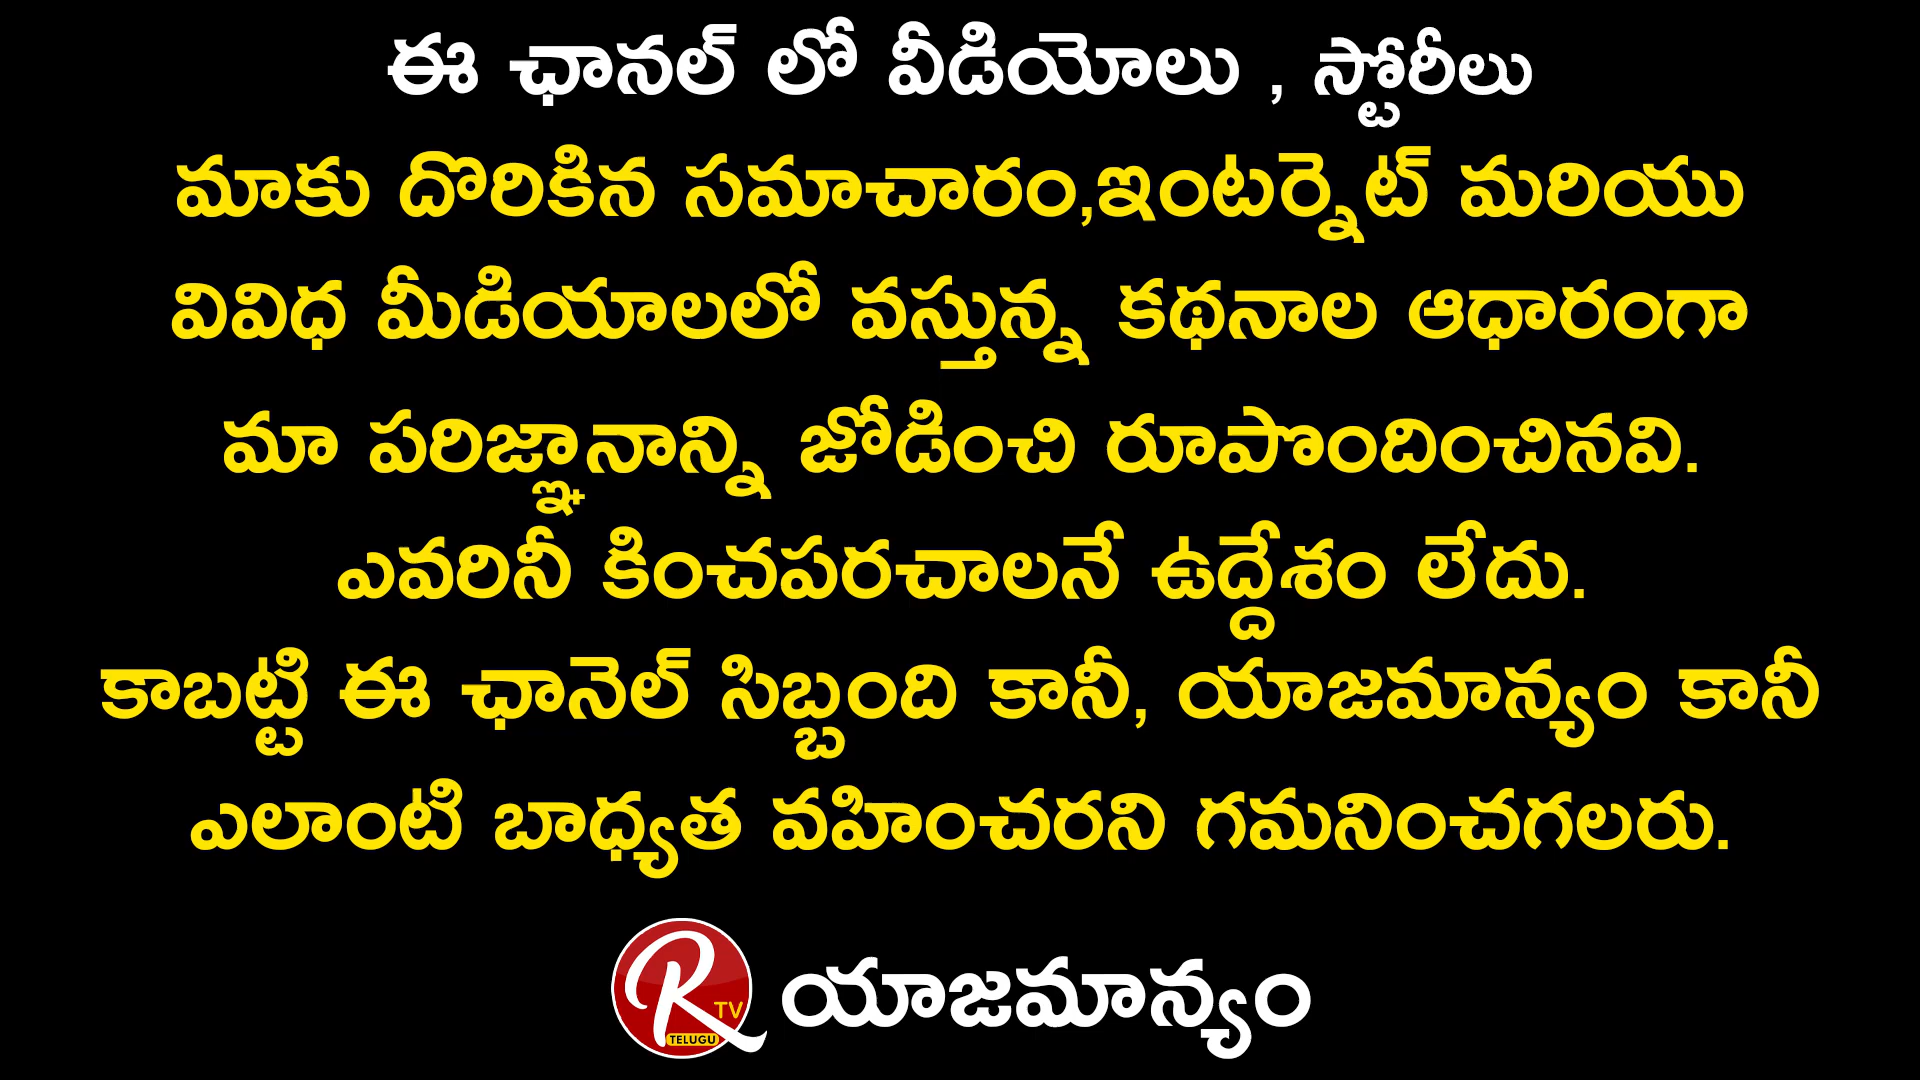 ఈ ఛానల్ లో వీడియోలు , స్టోరీలు
మాకు దొరికిన సమాచారం,ఇంటర్నెట్ మరియు
వివిధ మీడియాలలో వస్తున్న కథనాల ఆధారంగా
మా పరిజ్ఞానాన్ని జోడించి రూపొందించినవి.
ఎవరినీ కించపరచాలనే ఉద్దేశం లేదు.
కాబట్టి ఈ ఛానెల్ సిబ్బంది కానీ, యాజమాన్యం కానీ
ఎలాంటి బాధ్యత వహించరని గమనించగలరు.
R TV TELUGU యాజమాన్యం